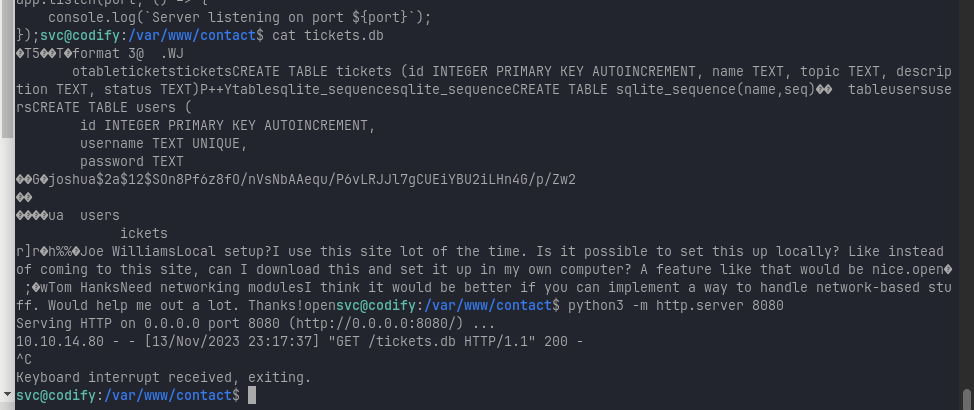 app.listen(port, () => {
    console.log(`Server listening on port ${port}`);
});svc@codify:/var/www/contact$ cat tickets.db
�T5��T�format 3@  .WJ
       otableticketsticketsCREATE TABLE tickets (id INTEGER PRIMARY KEY AUTOINCREMENT, name TEXT, topic TEXT, descrip
tion TEXT, status TEXT)P++Ytablesqlite_sequencesqlite_sequenceCREATE TABLE sqlite_sequence(name,seq)��  tableusersuse
rsCREATE TABLE users (
        id INTEGER PRIMARY KEY AUTOINCREMENT,
        username TEXT UNIQUE,
        password TEXT
��G�joshua$2a$12$SOn8Pf6z8fO/nVsNbAAequ/P6vLRJJl7gCUEiYBU2iLHn4G/p/Zw2
��
����ua  users
             ickets
r]r�h%%�Joe WilliamsLocal setup?I use this site lot of the time. Is it possible to set this up locally? Like instead
of coming to this site, can I download this and set it up in my own computer? A feature like that would be nice.open�
 ;�wTom HanksNeed networking modulesI think it would be better if you can implement a way to handle network-based stu
ff. Would help me out a lot. Thanks!opensvc@codify:/var/www/contact$ python3 -m http.server 8080
Serving HTTP on 0.0.0.0 port 8080 (http://0.0.0.0:8080/) ...
10.10.14.80 - - [13/Nov/2023 23:17:37] "GET /tickets.db HTTP/1.1" 200 -
^C
Keyboard interrupt received, exiting.
svc@codify:/var/www/contact$